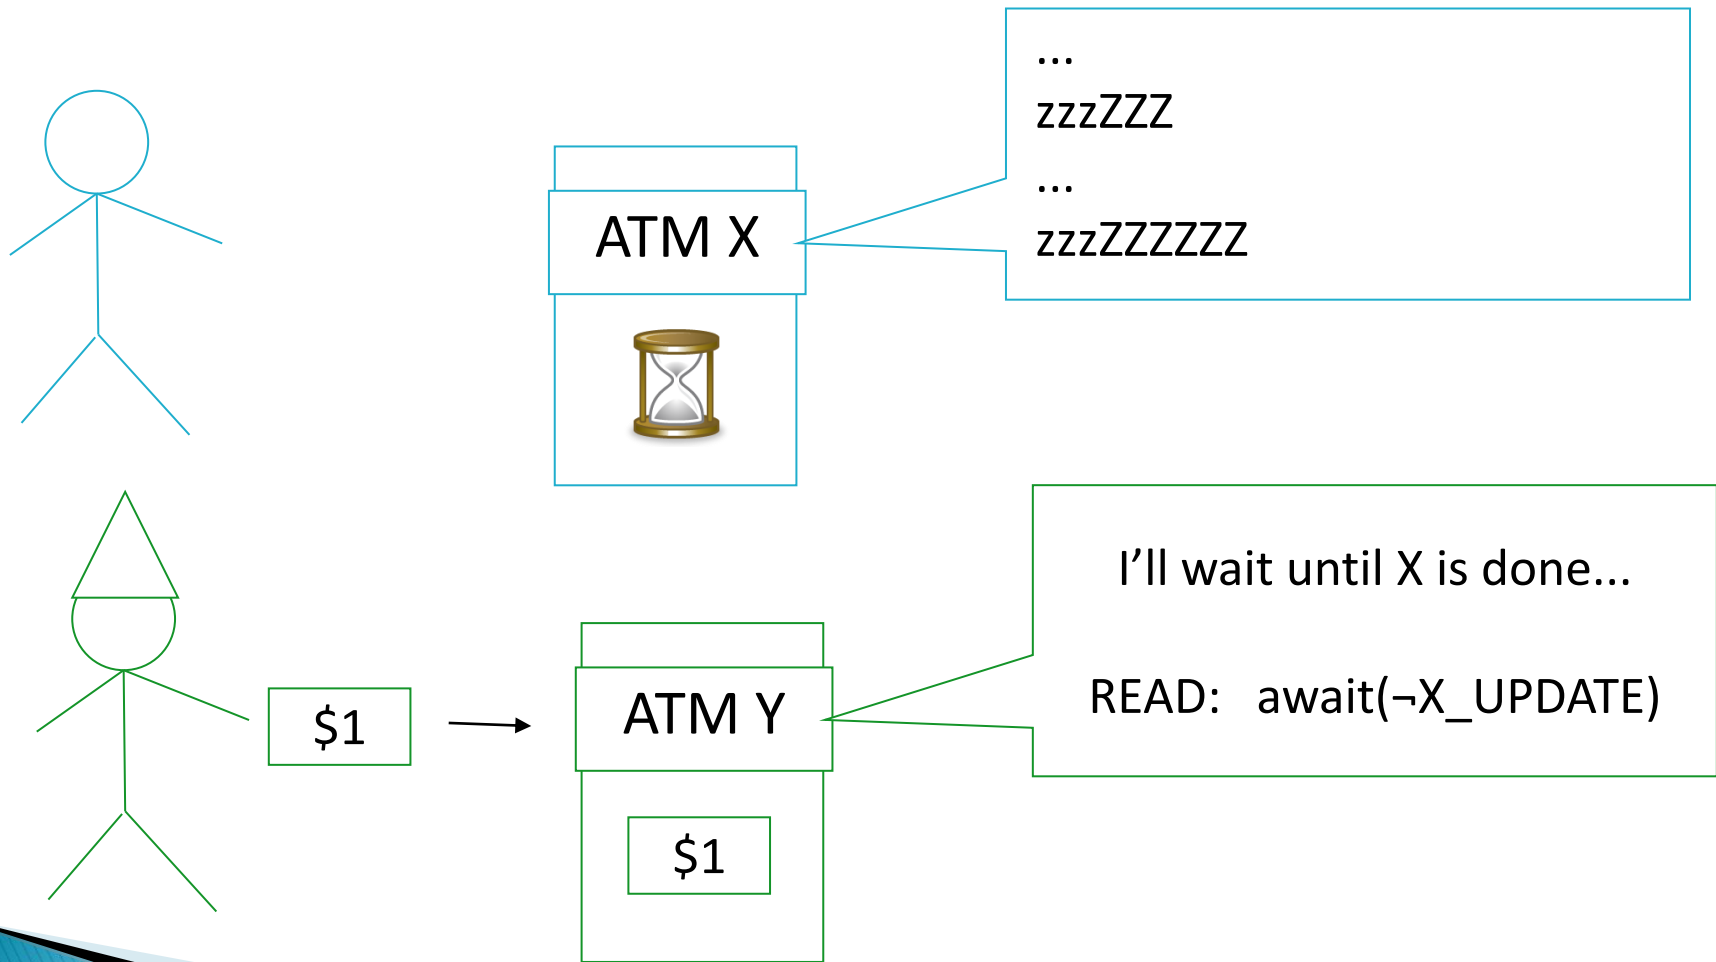 ...
zzzZZZ
...
zzzZZZZZZ
ATM X
I’ll wait until X is done...
READ:   await(¬X_UPDATE)
ATM Y
$1
$1